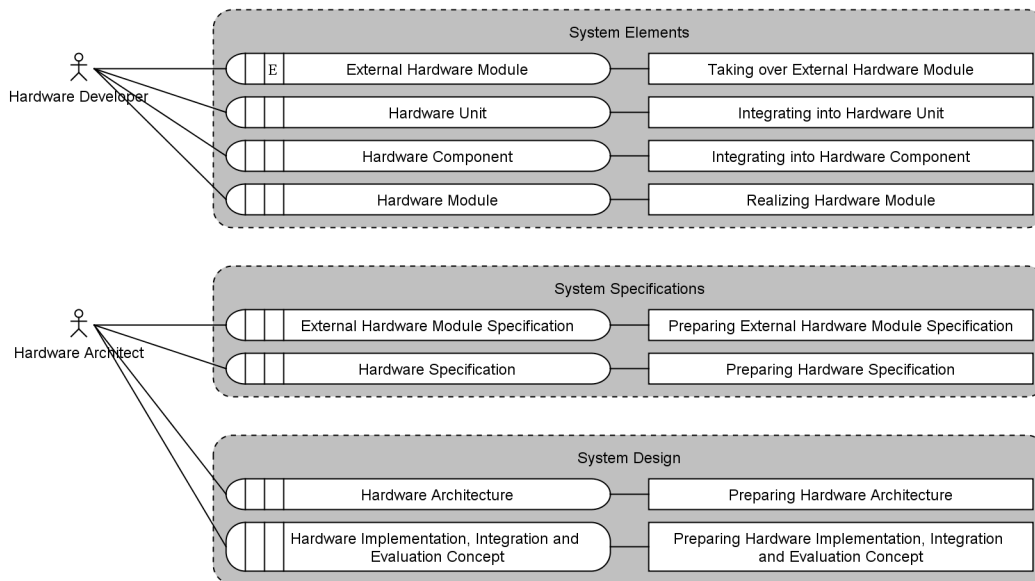 System Elements
E
External Hardware Module
Taking over External Hardware Module
Hardware Developer
Hardware Unit
Integrating into Hardware Unit
Hardware Component
Integrating into Hardware Component
Hardware Module
Realizing Hardware Module
System Specifications
External Hardware Module Specification
Preparing External Hardware Module Specification
Hardware Architect
Hardware Specification
Preparing Hardware Specification
System Design
Hardware Architecture
Preparing Hardware Architecture
Hardware Implementation, Integration and
Evaluation Concept
Preparing Hardware Implementation, Integration
and Evaluation Concept